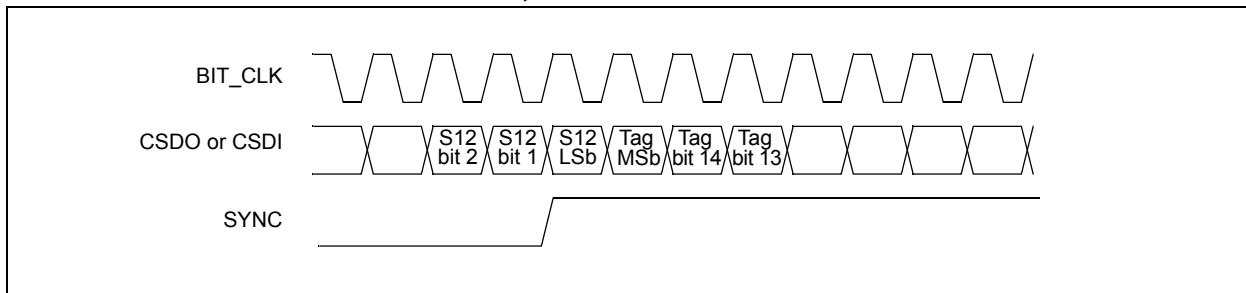 BIT_CLK
CSDO or CSDI
S12 S12 S12 Tag Tag Tag
bit 2 bit 1 LSb MSb bit 14 bit 13
SYNC